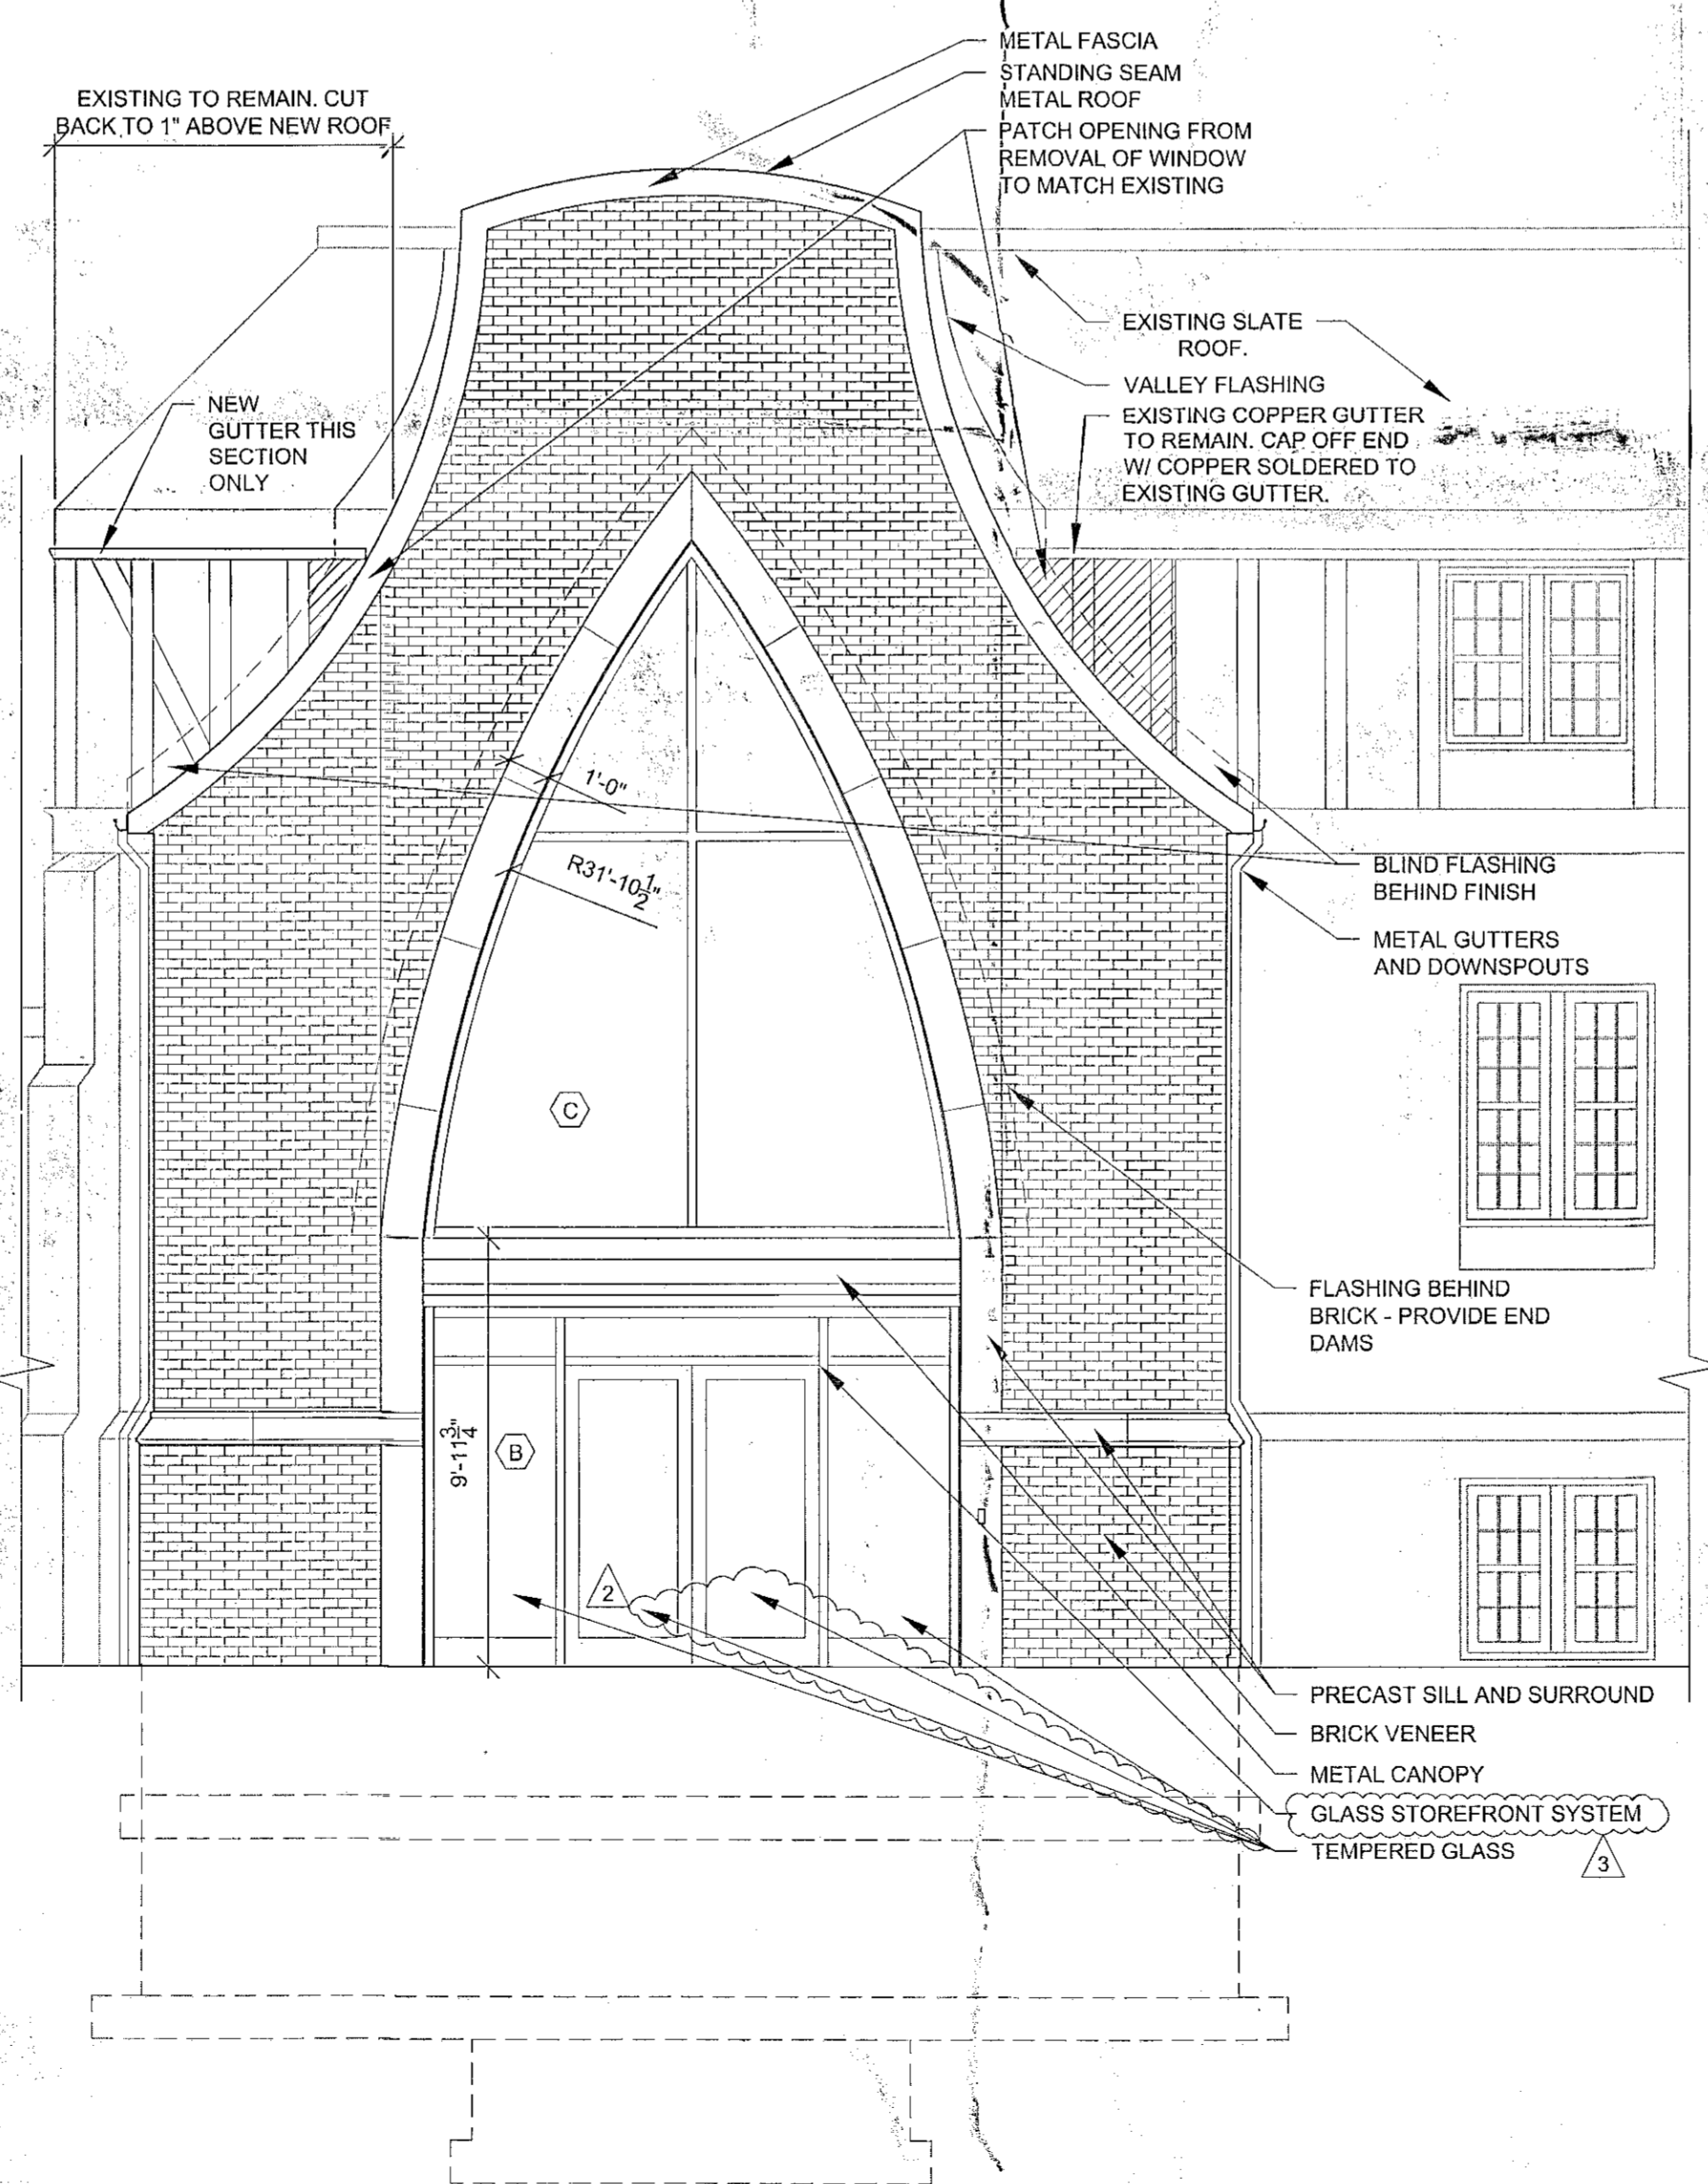 METAL FASCIA
STANDING SEAM
METAL ROOF
EXISTING TO REMAIN. CUT
BACK TO 1" ABOVE NEW ROOF
PATCH OPENING FROM
REMOVAL OF WINDOW
TO MATCH EXISTING
EXISTING SLATE
ROOF.
VALLEY FLASHING
NEW
GUTTER THIS
SECTION
ONLY
EXISTING COPPER GUTTER
TO REMAIN. CAP OFF END
W/ COPPER SOLDERED TO
EXISTING GUTTER.
1'-0"
R31'-10 1/2"
BLIND FLASHING
BEHIND FINISH
METAL GUTTERS
AND DOWNSPOUTS
C
FLASHING BEHIND
BRICK - PROVIDE END
DAMS
9'-11 3/4"
B
2
PRECAST SILL AND SURROUND
BRICK VENEER
METAL CANOPY
GLASS STOREFRONT SYSTEM
TEMPERED GLASS
3